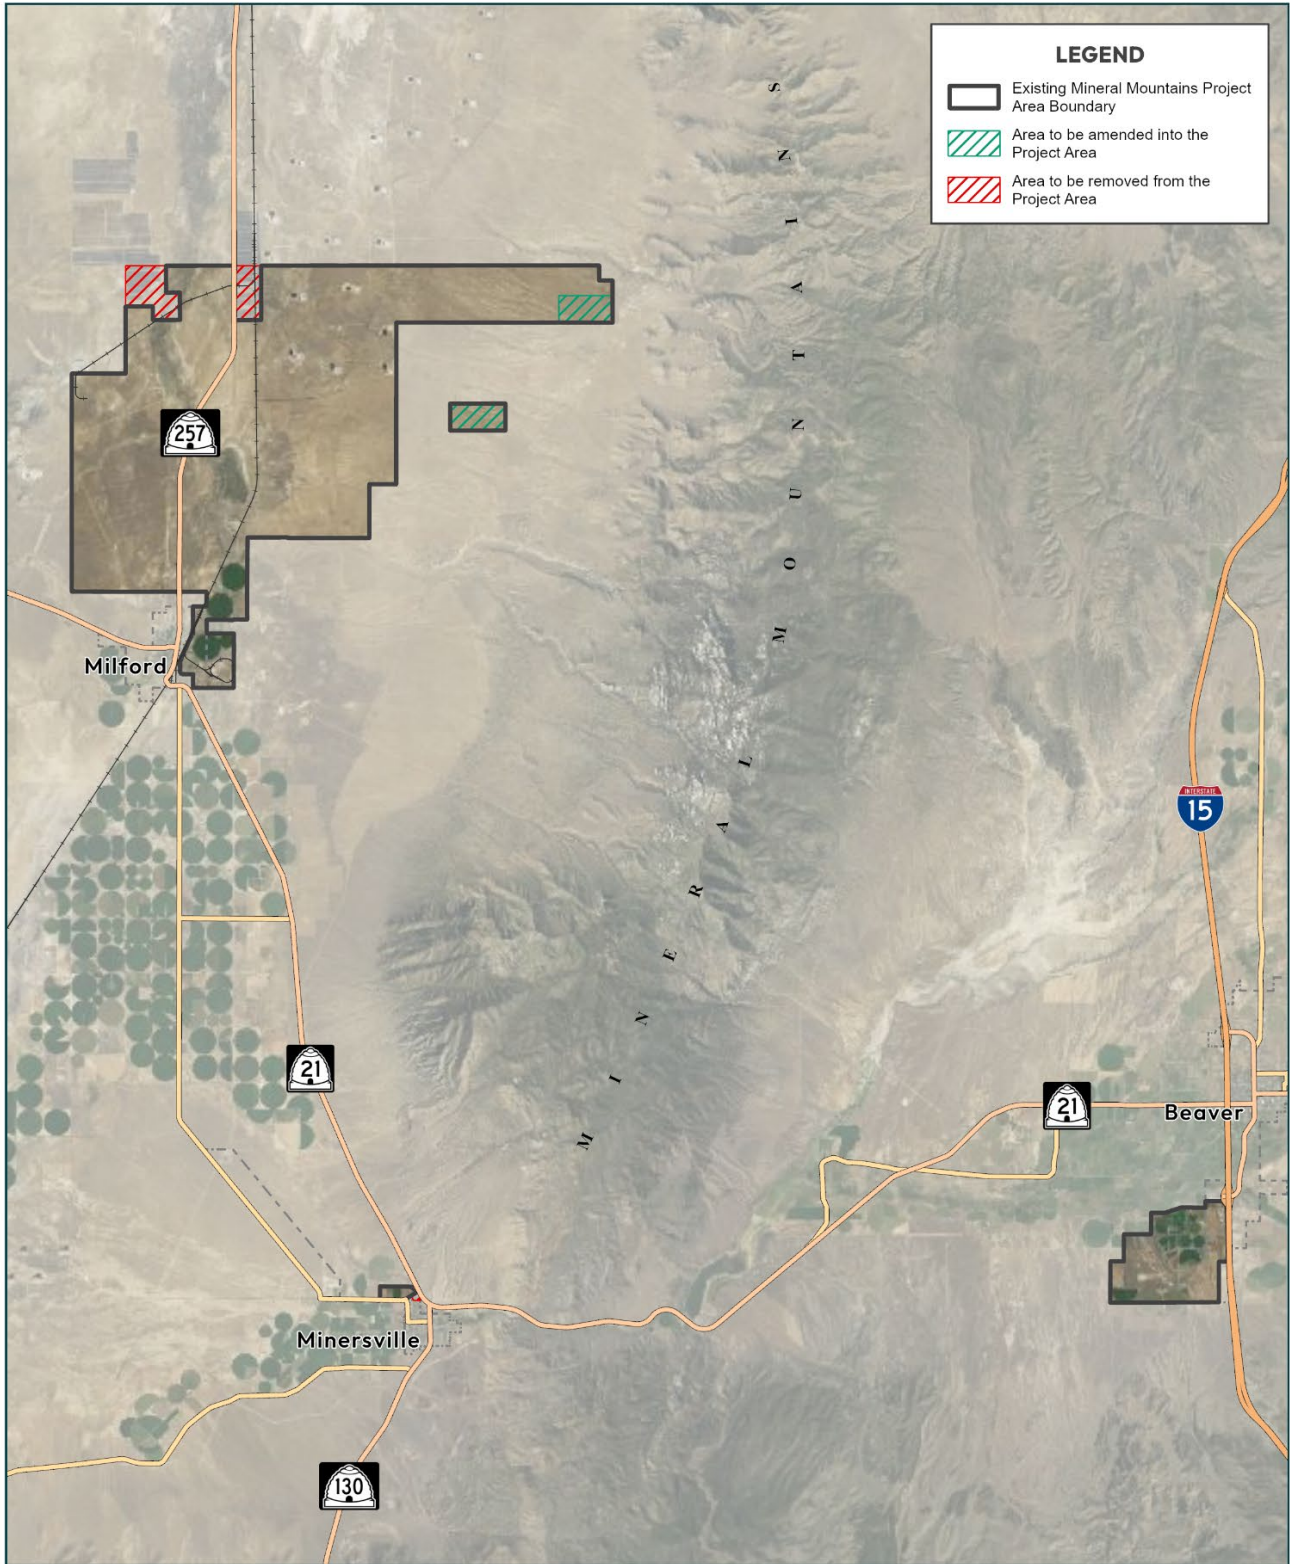 LEGEND
Existing Mineral Mountains Project
Area Boundary
Area to be amended into the
Project Area
Area to be removed from the
Project Area
MINERAL MOUNTAINS
257
Milford
INTERSTATE
15
21
21
Beaver
Minersville
130